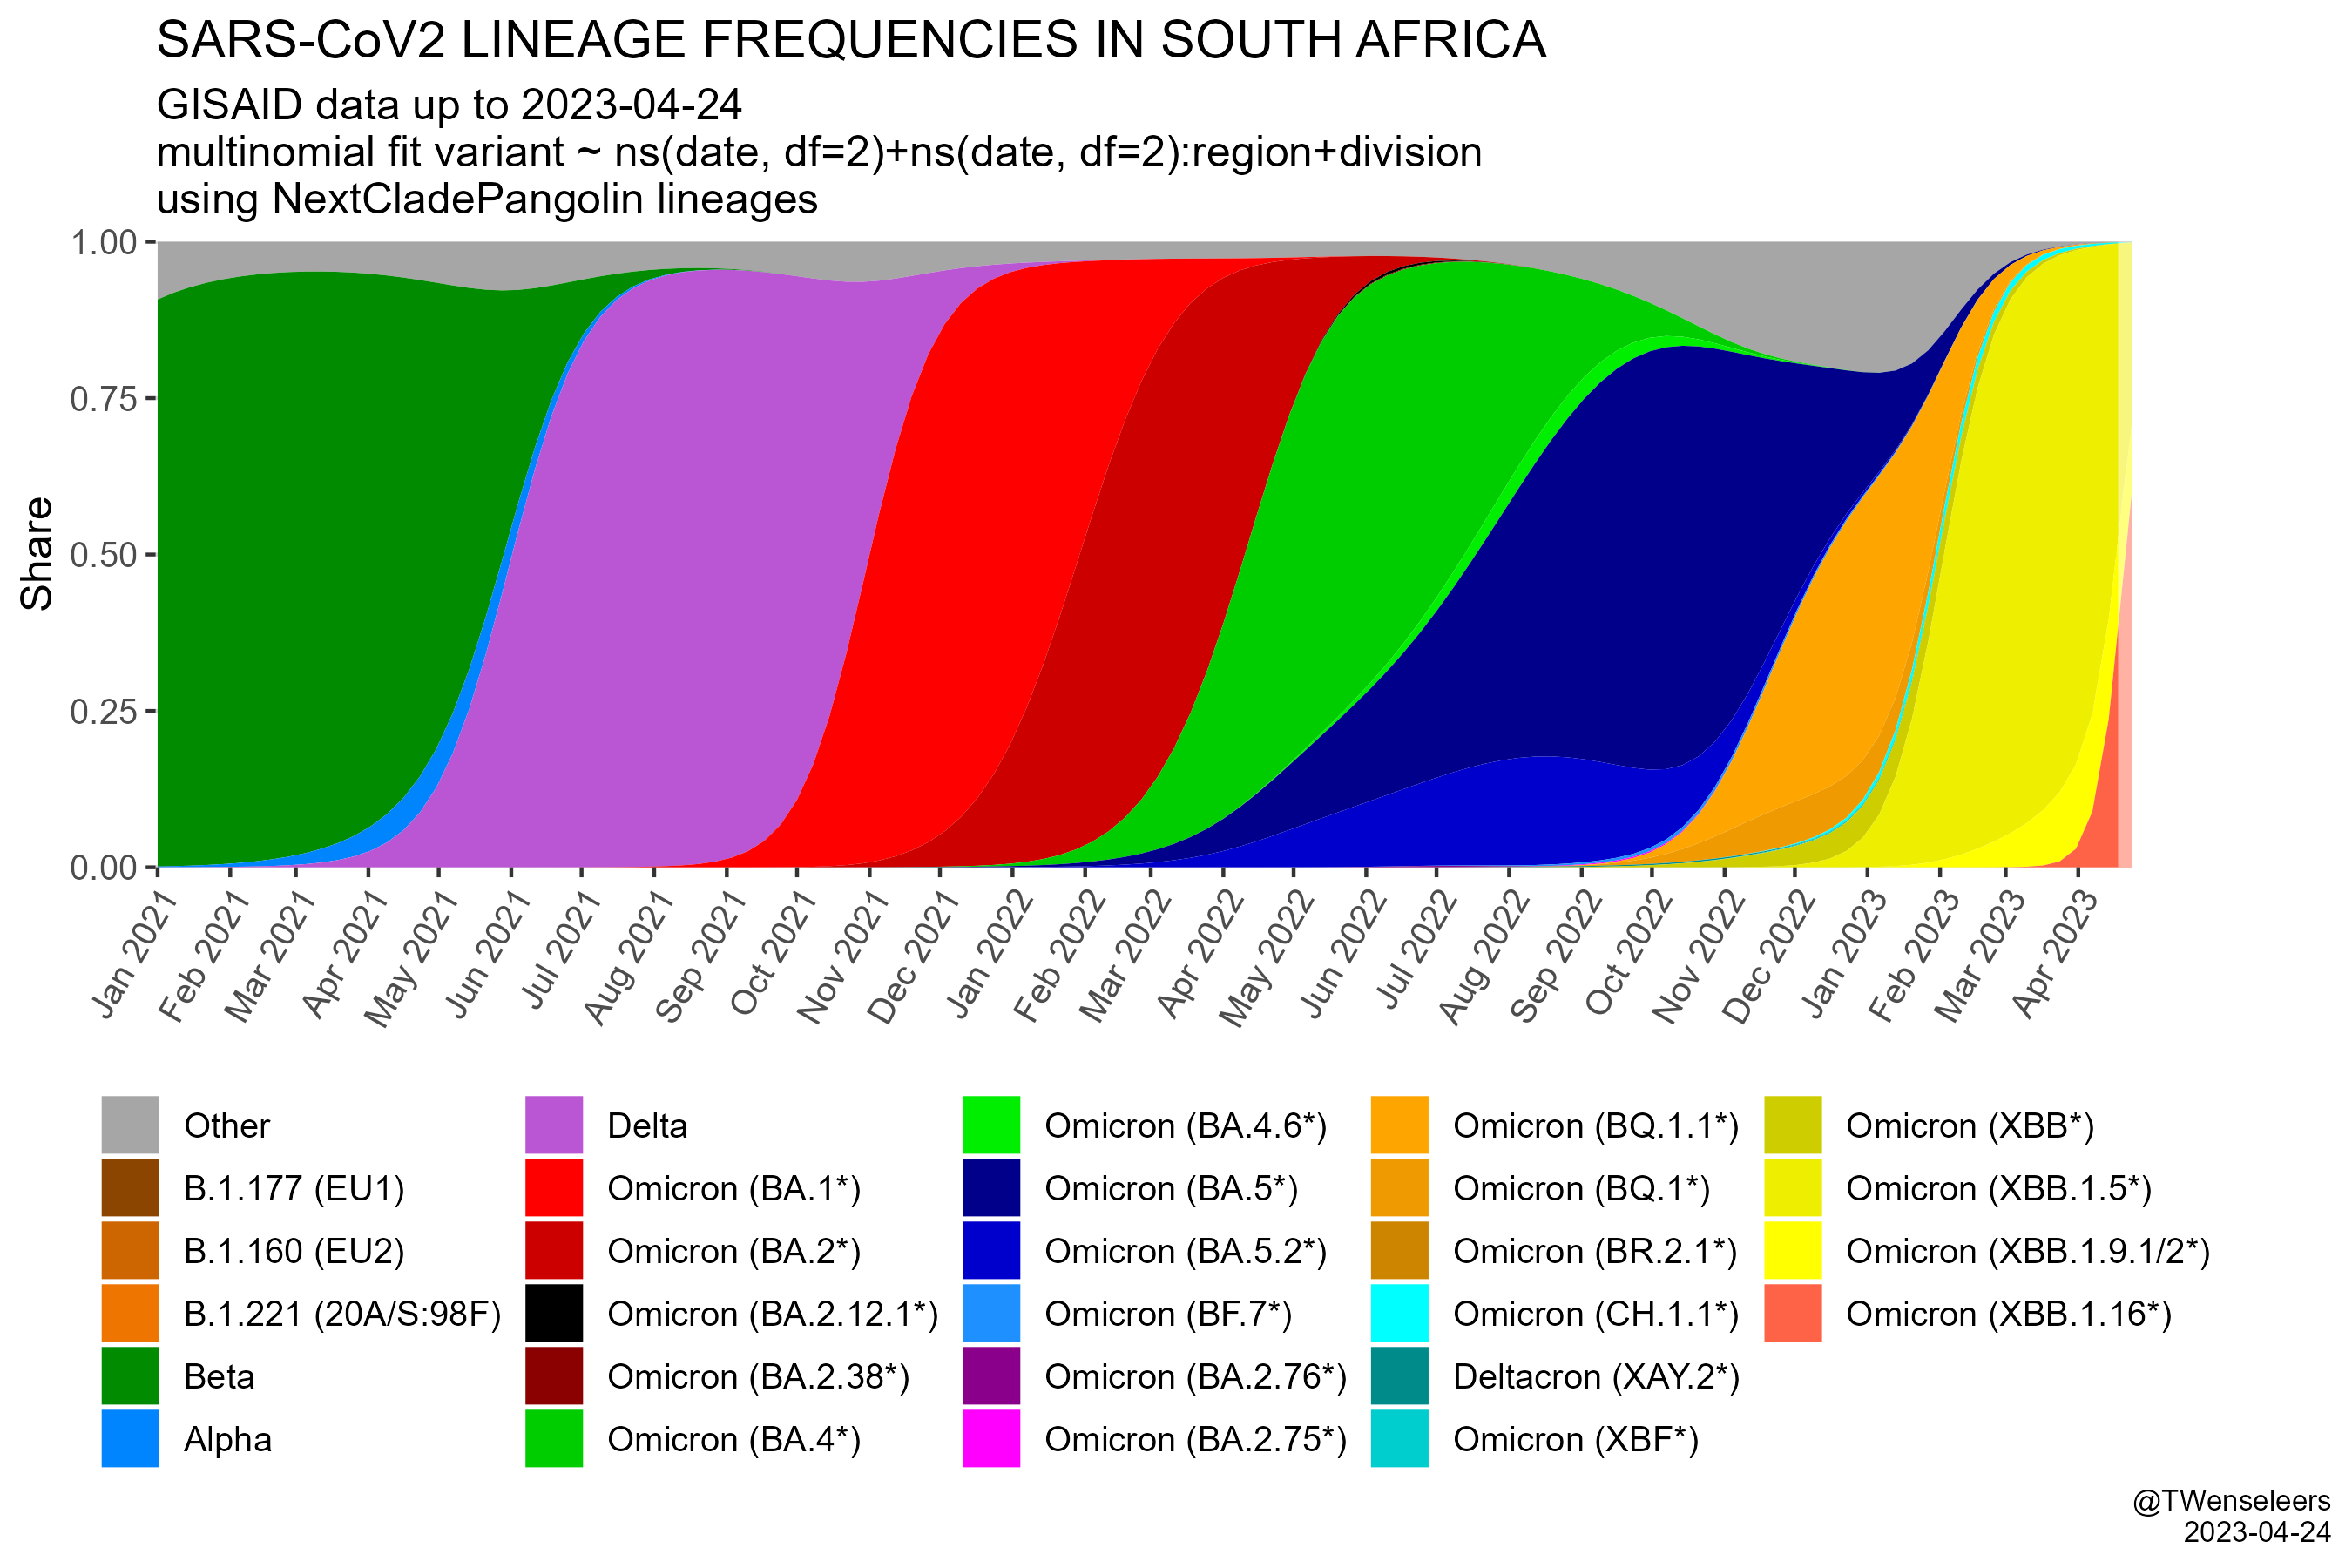 SARS-CoV2 LINEAGE FREQUENCIES IN SOUTH AFRICA
GISAID data up to 2023-04-24
multinomial fit variant ~ ns(date, df=2)+ns(date, df=2):region+division
using NextCladePangolin lineages
Share
1.00
0.75
0.50
0.25
0.00
Jan 2021
Feb 2021
Mar 2021
Apr 2021
May 2021
Jun 2021
Jul 2021
Aug 2021
Sep 2021
Oct 2021
Nov 2021
Dec 2021
Jan 2022
Feb 2022
Mar 2022
Apr 2022
May 2022
Jun 2022
Jul 2022
Aug 2022
Sep 2022
Oct 2022
Nov 2022
Dec 2022
Jan 2023
Feb 2023
Mar 2023
Apr 2023
Other
B.1.177 (EU1)
B.1.160 (EU2)
B.1.221 (20A/S:98F)
Beta
Alpha
Delta
Omicron (BA.1*)
Omicron (BA.2*)
Omicron (BA.2.12.1*)
Omicron (BA.2.38*)
Omicron (BA.4*)
Omicron (BA.4.6*)
Omicron (BA.5*)
Omicron (BA.5.2*)
Omicron (BF.7*)
Omicron (BA.2.76*)
Omicron (BA.2.75*)
Omicron (BQ.1.1*)
Omicron (BQ.1*)
Omicron (BR.2.1*)
Omicron (CH.1.1*)
Deltacron (XAY.2*)
Omicron (XBF*)
Omicron (XBB*)
Omicron (XBB.1.5*)
Omicron (XBB.1.9.1/2*)
Omicron (XBB.1.16*)
@TWenseleers
2023-04-24